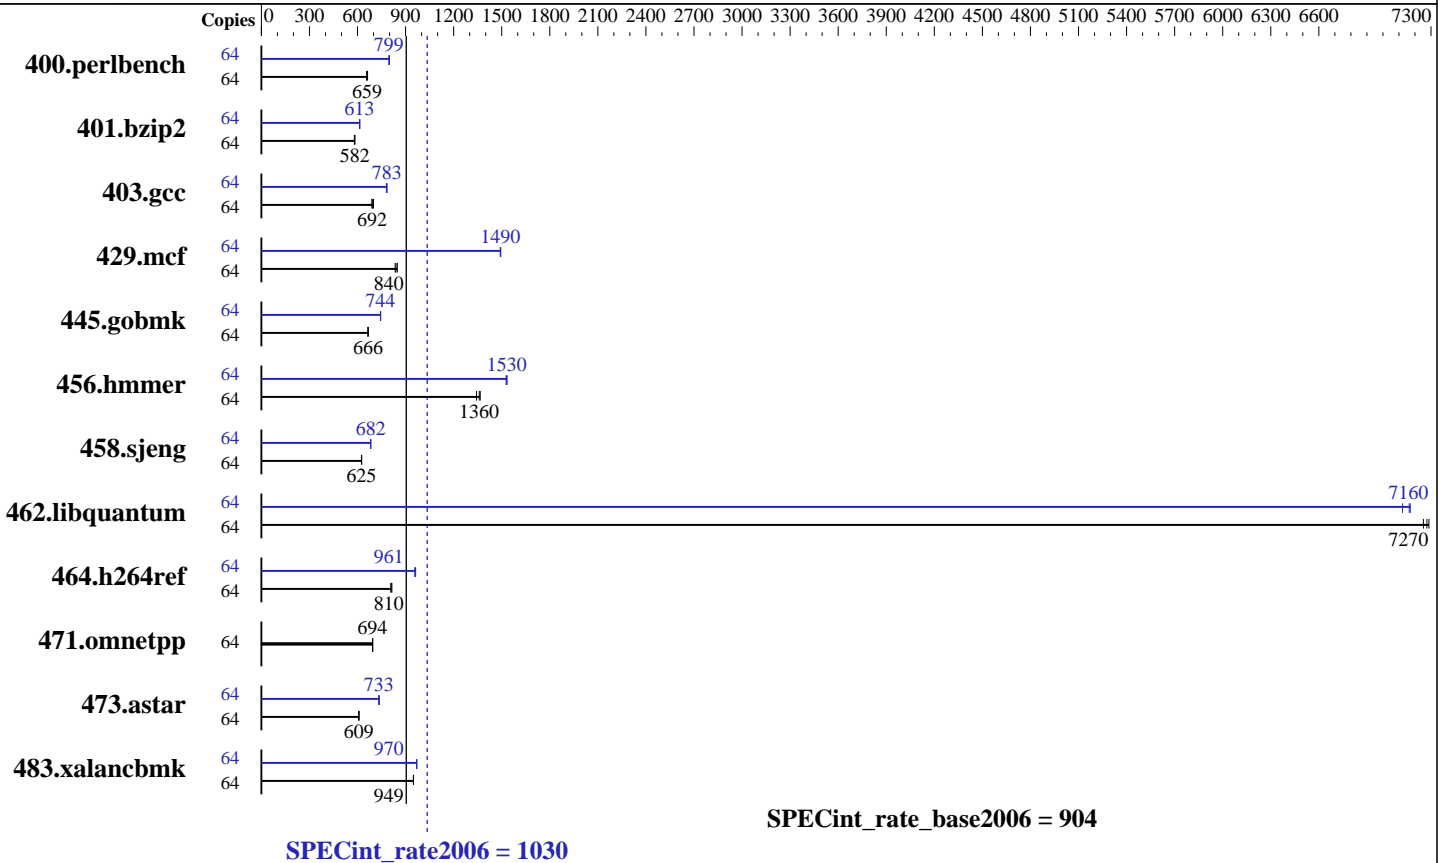 Copies 0 300 600 900 1200 1500 1800 2100 2400 2700 3000 3300 3600 3900 4200 4500 4800 5100 5400 5700 6000 6300 6600 7300
400.perlbench 64 799
64 659
401.bzip2 64 613
64 582
403.gcc 64 783
64 692
429.mcf 64 1490
64 840
445.gobmk 64 744
64 666
456.hmmer 64 1530
64 1360
458.sjeng 64 682
64 625
462.libquantum 64 7160
64 7270
464.h264ref 64 961
64 810
471.omnetpp 64 694
473.astar 64 733
64 609
483.xalancbmk 64 970
64 949
SPECint_rate_base2006 = 904
SPECint_rate2006 = 1030